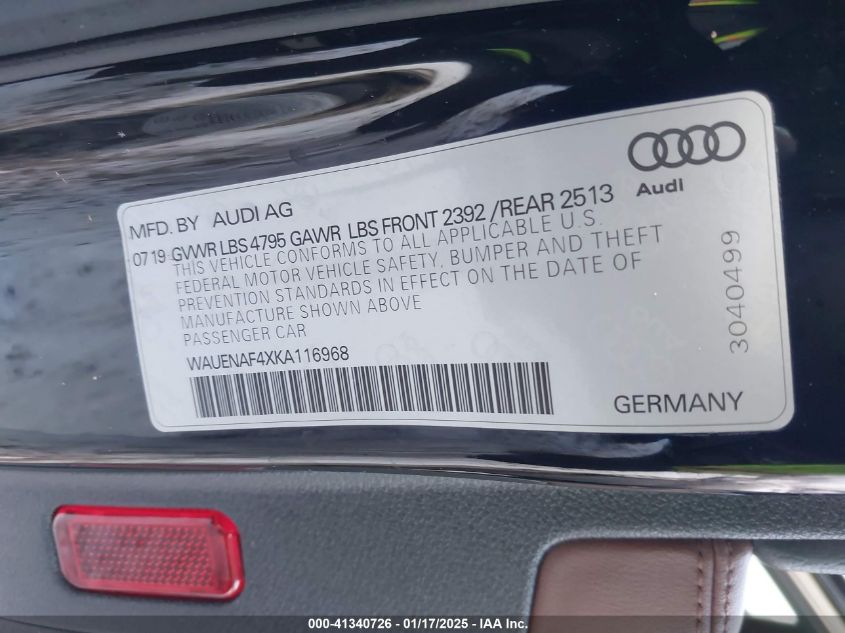 Audi
MFD. BY AUDI AG
07 19 GVWR LBS 4795 GAWR LBS FRONT 2392 /REAR 2513
THIS VEHICLE CONFORMS TO ALL APPLICABLE U.S.
FEDERAL MOTOR VEHICLE SAFETY, BUMPER AND THEFT
PREVENTION STANDARDS IN EFFECT ON THE DATE OF
MANUFACTURE SHOWN ABOVE
PASSENGER CAR
WAUENAF4XKA116968
GERMANY
3040499
000-41340726 - 01/17/2025 - IAA Inc.